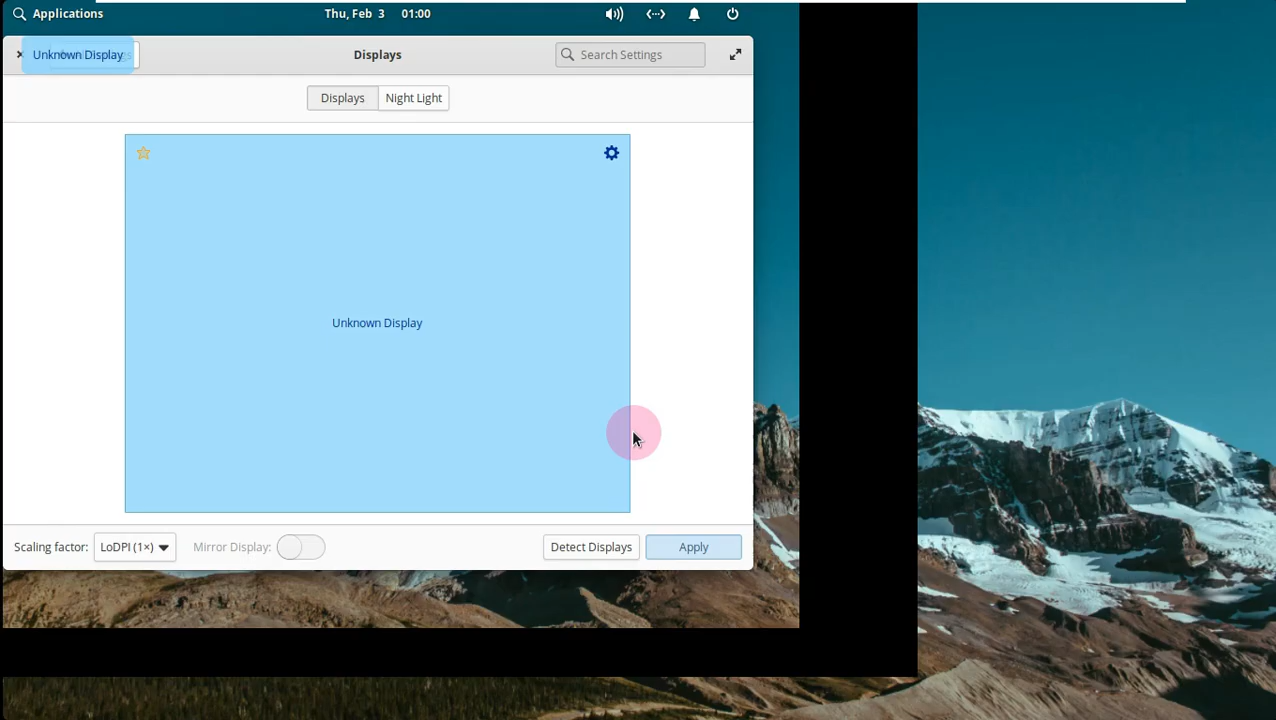 Applications
Thu, Feb 3 01:00
Unknown Display
Displays
Search Settings
Displays
Night Light
Unknown Display
Scaling factor:
LoDPI (1×)
Mirror Display:
Detect Displays
Apply